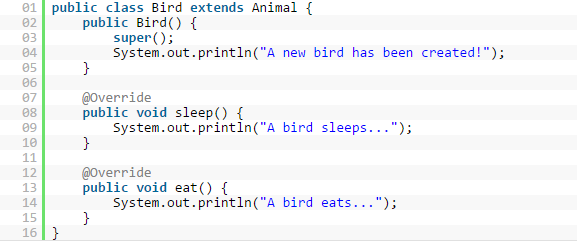 01 public class Bird extends Animal {
02     public Bird() {
03         super();
04         System.out.println("A new bird has been created!");
05     }
06
07     @Override
08     public void sleep() {
09         System.out.println("A bird sleeps...");
10     }
11
12     @Override
13     public void eat() {
14         System.out.println("A bird eats...");
15     }
16 }